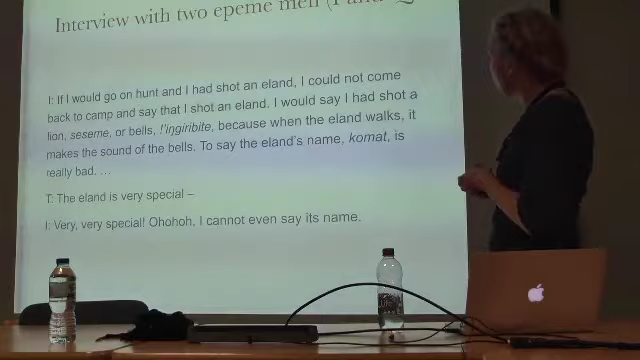 Interview with two epeme men (I and Q
I: If I would go on hunt and I had shot an eland, I could not come
back to camp and say that I shot an eland. I would say I had shot a
lion, seseme, or bells, !'iŋgiribite, because when the eland walks, it
makes the sound of the bells. To say the eland's name, komat, is
really bad. …
T: The eland is very special –
I: Very, very special! Ohohoh, I cannot even say its name.